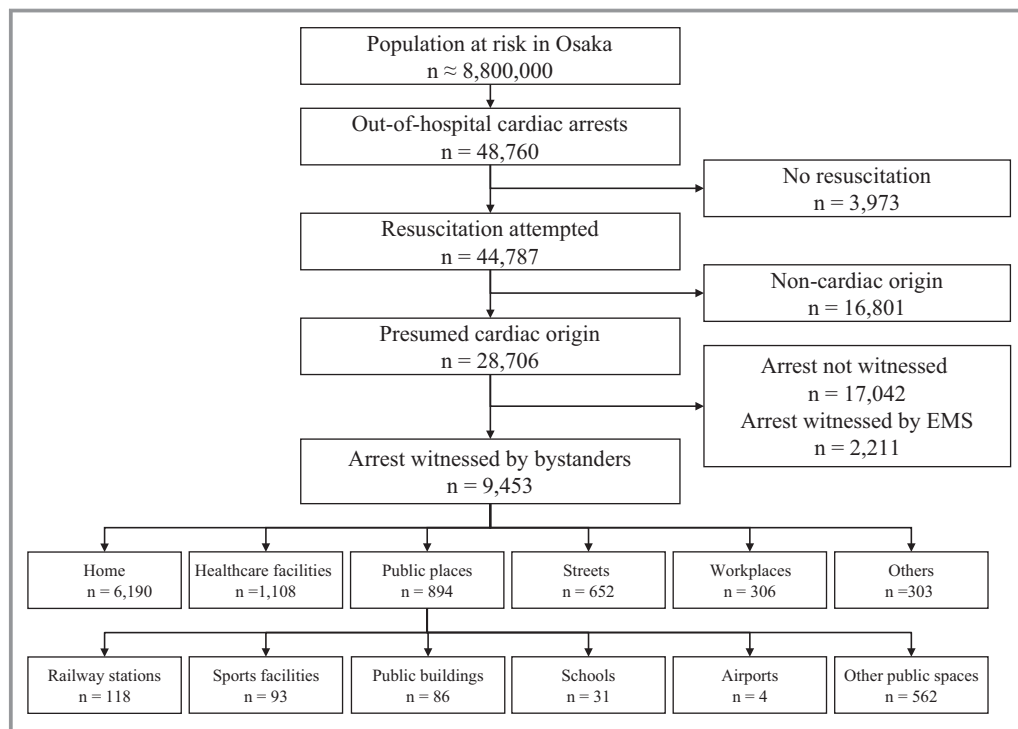 Population at risk in Osaka
n ≈ 8,800,000
Out-of-hospital cardiac arrests
n = 48,760
No resuscitation
n = 3,973
Resuscitation attempted
n = 44,787
Non-cardiac origin
n = 16,801
Presumed cardiac origin
n = 28,706
Arrest not witnessed
n = 17,042
Arrest witnessed by EMS
n = 2,211
Arrest witnessed by bystanders
n = 9,453
Home
n = 6,190
Healthcare facilities
n =1,108
Public places
n = 894
Streets
n = 652
Workplaces
n = 306
Others
n =303
Railway stations
n = 118
Sports facilities
n = 93
Public buildings
n = 86
Schools
n = 31
Airports
n = 4
Other public spaces
n = 562